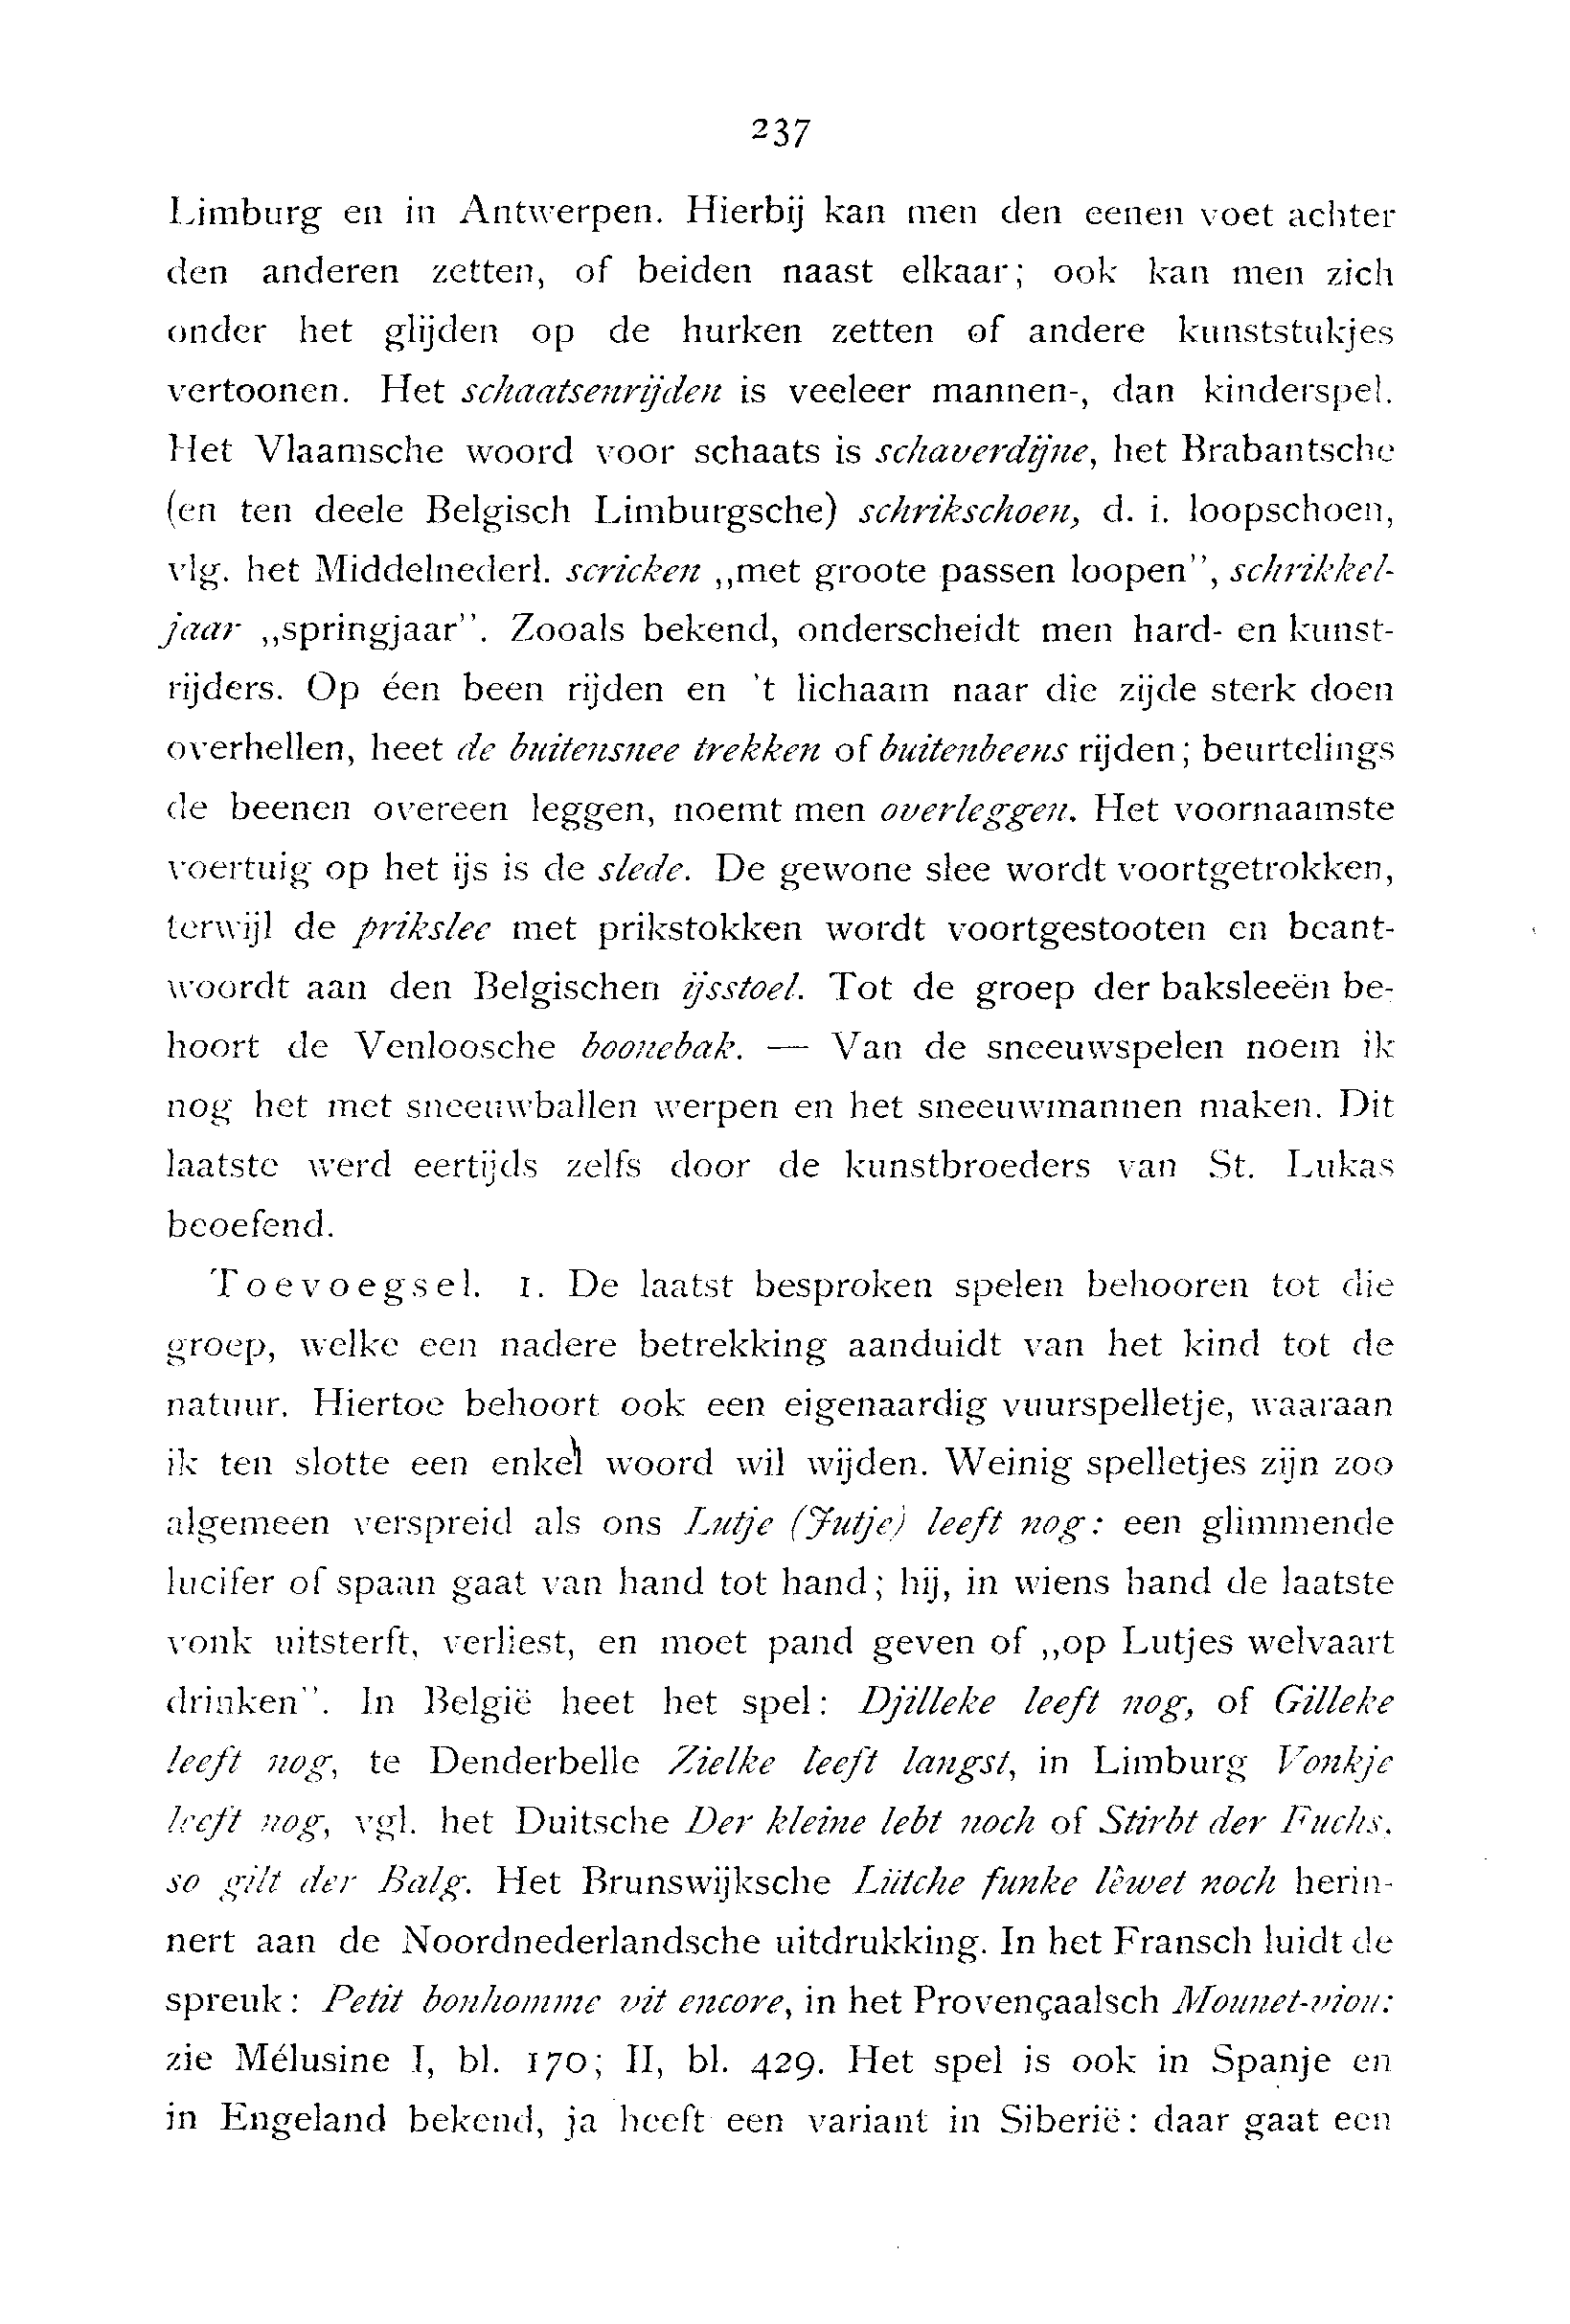 237
Limburg en in Antwerpen. Hierbij kan men den eenen voet achter
den anderen zetten, of beiden naast elkaar; ook kan men zich
onder het glijden op de hurken zetten of andere kunststukjes
vertoonen. Het schaatsenrijden is veeleer mannen-, dan kinderspel.
Het Vlaamsche woord voor schaats is schaverdijne, het Brabantsche
(en ten deele Belgisch Limburgsche) schrikschoen, d. i. loopschoen,
vlg. het Middelnederl. scricken „met groote passen loopen”, schrikkel-
jaar „springjaar”. Zooals bekend, onderscheidt men hard- en kunst-
rijders. Op één been rijden en 't lichaam naar die zijde sterk doen
overhellen, heet de buitensnee trekken of buitenbeens rijden; beurtelings
de beenen overeen leggen, noemt men overleggen. Het voornaamste
voertuig op het ijs is de slede. De gewone slee wordt voortgetrokken,
terwijl de prikslee met prikstokken wordt voortgestooten en beant-
woordt aan den Belgischen ijsstoel. Tot de groep der baksleeën be-
hoort de Venloosche boonebak. — Van de sneeuwspelen noem ik
nog het met sneeuwballen werpen en het sneeuwmannen maken. Dit
laatste werd eertijds zelfs door de kunstbroeders van St. Lukas
beoefend.
Toevoegsel. 1. De laatst besproken spelen behooren tot die
groep, welke een nadere betrekking aanduidt van het kind tot de
natuur. Hiertoe behoort ook een eigenaardig vuurspelletje, waaraan
ik ten slotte een enkel woord wil wijden. Weinig spelletjes zijn zoo
algemeen verspreid als ons Lutje (Jutje) leeft nog: een glimmende
lucifer of spaan gaat van hand tot hand; hij, in wiens hand de laatste
vonk uitsterft, verliest, en moet pand geven of „op Lutjes welvaart
drinken”. In België heet het spel: Djilleke leeft nog, of Gilleke
leeft nog, te Denderbelle Zielke leeft langst, in Limburg Vonkje
leeft nog, vgl. het Duitsche Der kleine lebt noch of Stirbt der Fuchs,
so gilt der Balg. Het Brunswijksche Lütche funke lêwet noch herin-
nert aan de Noordnederlandsche uitdrukking. In het Fransch luidt de
spreuk: Petit bonhomme vit encore, in het Provençaalsch Mounet-viou:
zie Mélusine I, bl. 170; II, bl. 429. Het spel is ook in Spanje en
in Engeland bekend, ja heeft een variant in Siberië: daar gaat een